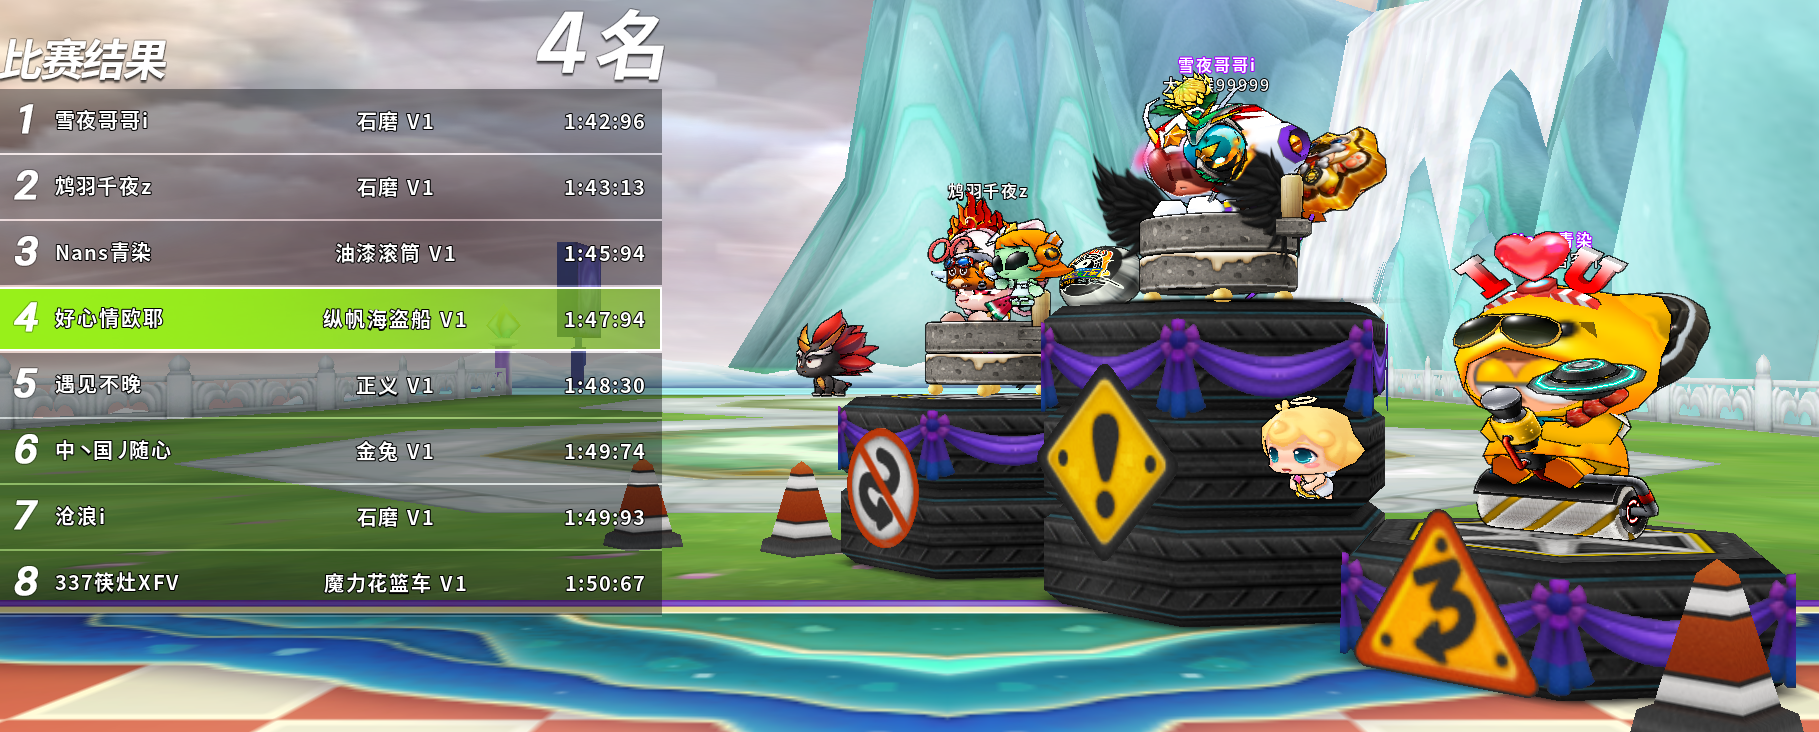 比赛结果
4名
1 雪夜哥哥i 石磨 V1 1:42:96
2 鸩羽千夜z 石磨 V1 1:43:13
3 Nans青染 油漆滚筒 V1 1:45:94
4 好心情欧耶 纵帆海盗船 V1 1:47:94
5 遇见不晚 正义 V1 1:48:30
6 中丶国丿随心 金兔 V1 1:49:74
7 沧浪i 石磨 V1 1:49:93
8 337筷灶XFV 魔力花篮车 V1 1:50:67
雪夜哥哥i
99999
鸩羽千夜z
青染
I U
3